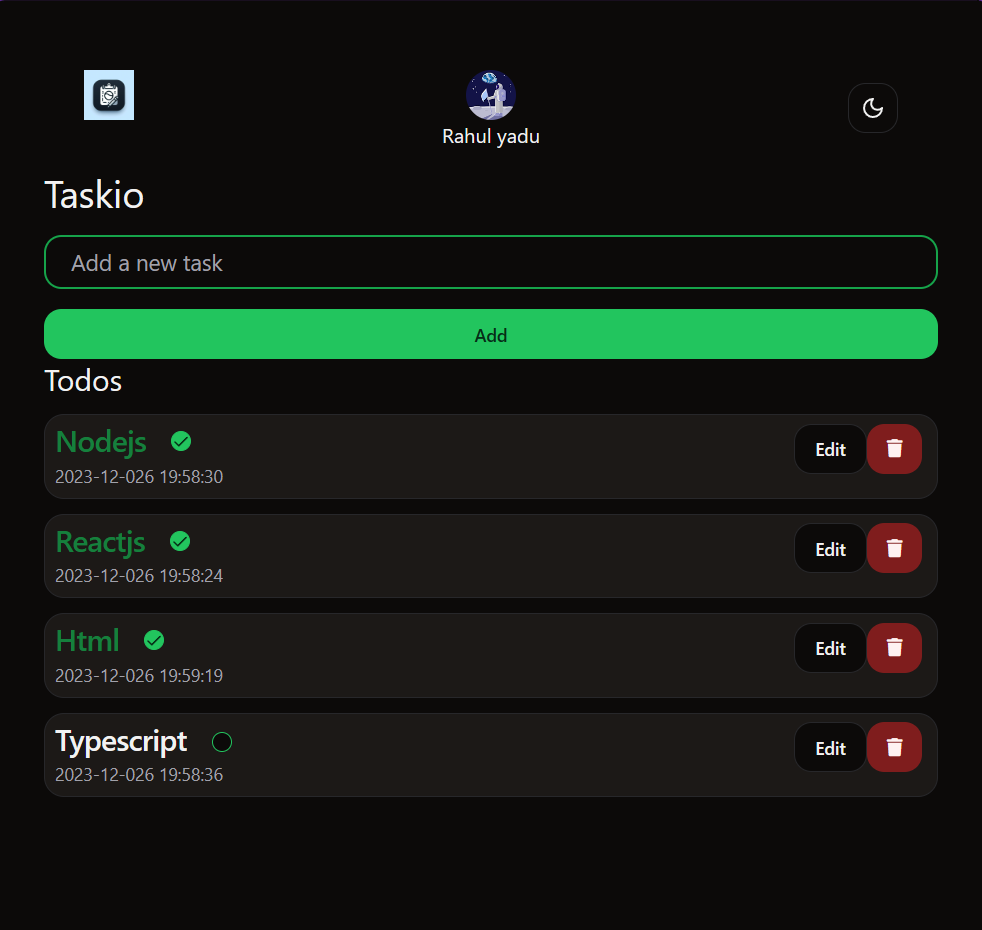 Rahul yadu
Taskio
Add a new task
Add
Todos
Nodejs
Edit
2023-12-026 19:58:30
Reactjs
Edit
2023-12-026 19:58:24
Html
Edit
2023-12-026 19:59:19
Typescript
Edit
2023-12-026 19:58:36